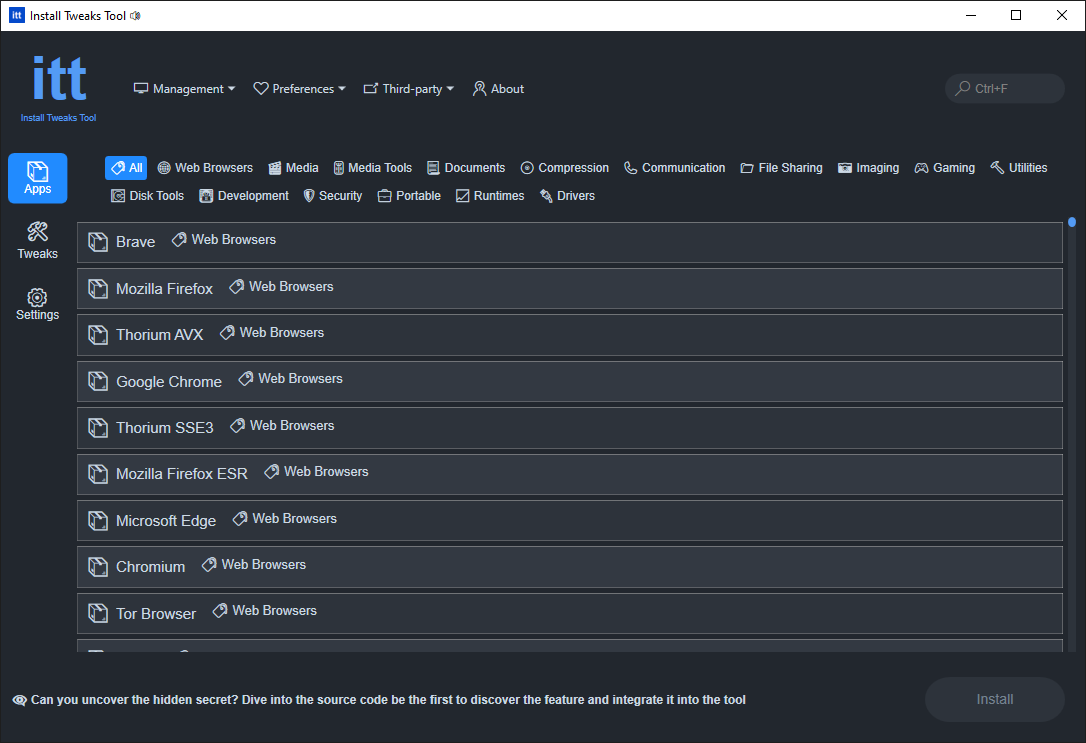 itt Install Tweaks Tool
itt
Install Tweaks Tool
Management Preferences Third-party About
Ctrl+F
Apps
Tweaks
Settings
All Web Browsers Media Media Tools Documents Compression Communication File Sharing Imaging Gaming Utilities
Disk Tools Development Security Portable Runtimes Drivers
Brave Web Browsers
Mozilla Firefox Web Browsers
Thorium AVX Web Browsers
Google Chrome Web Browsers
Thorium SSE3 Web Browsers
Mozilla Firefox ESR Web Browsers
Microsoft Edge Web Browsers
Chromium Web Browsers
Tor Browser Web Browsers
Can you uncover the hidden secret? Dive into the source code be the first to discover the feature and integrate it into the tool
Install